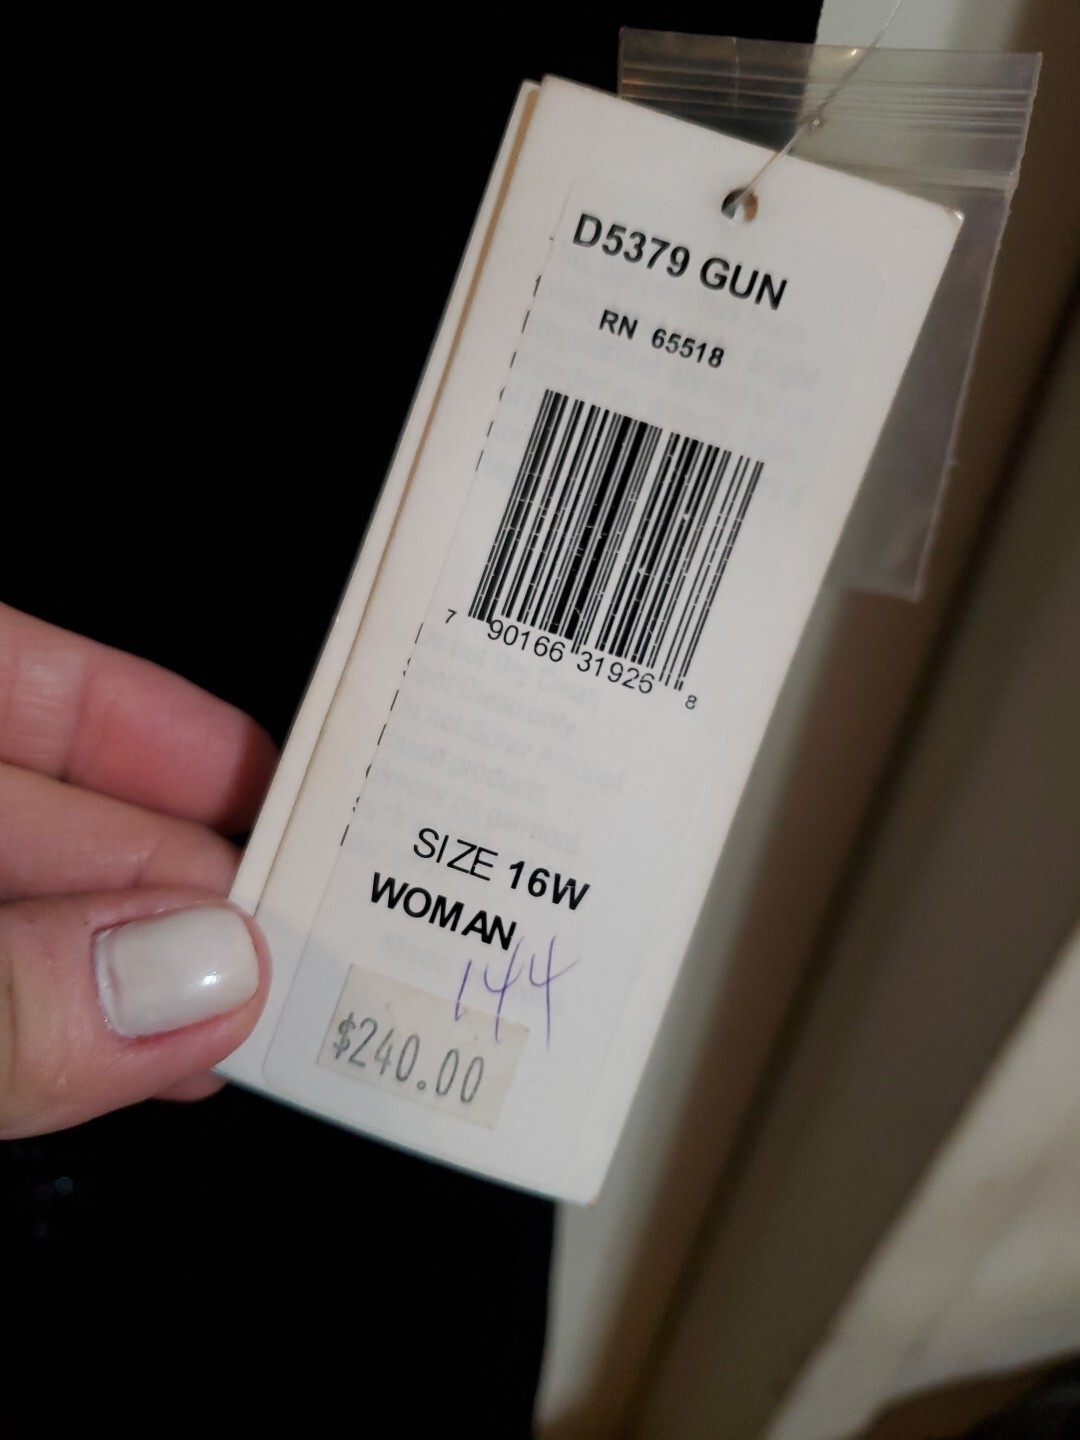 D5379 GUN
RN 65518
7 90166 31926 8
SIZE 16W
WOMAN
144
$240.00